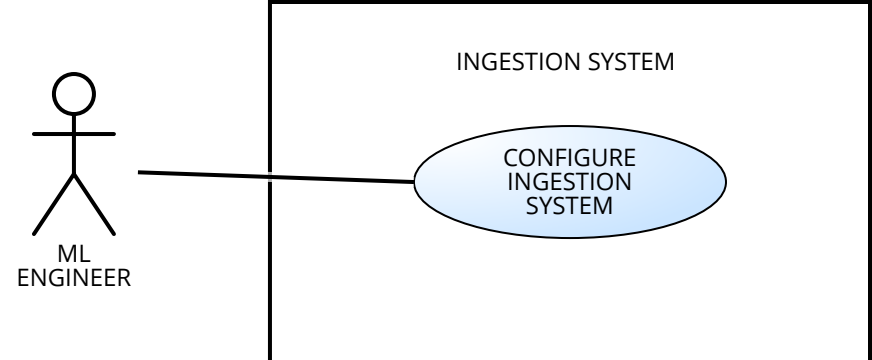 INGESTION SYSTEM
CONFIGURE
INGESTION
SYSTEM
ML
ENGINEER